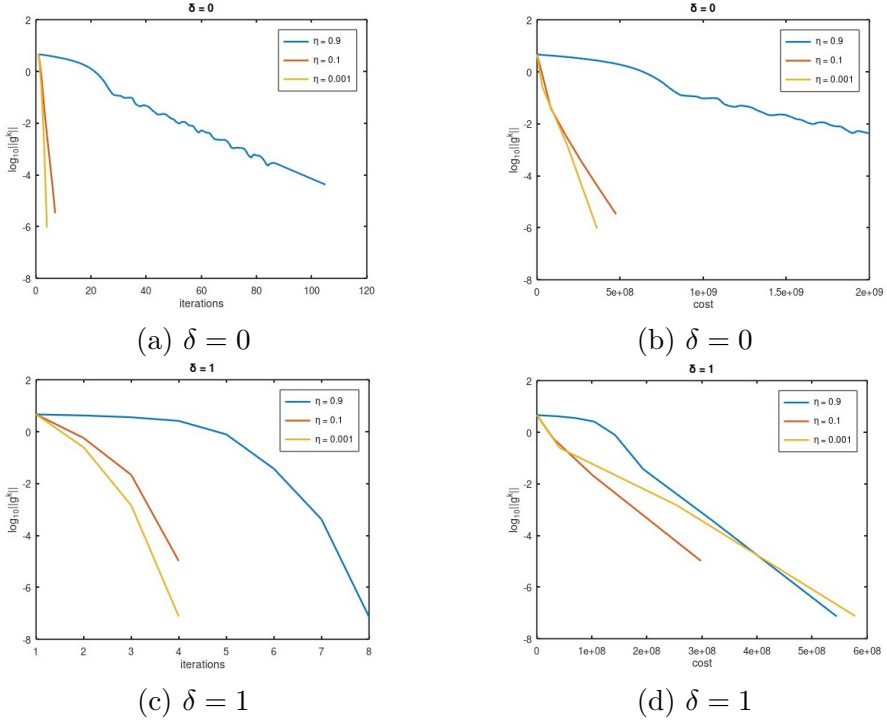 δ = 0
2
0
-2
-4
-6
-8
0 20 40 60 80 100 120
log₁₀||gᵏ||
iterations
η = 0.9
η = 0.1
η = 0.001
(a) δ = 0
δ = 0
2
0
-2
-4
-6
-8
0 5e+08 1e+09 1.5e+09 2e+09
log₁₀||gᵏ||
cost
η = 0.9
η = 0.1
η = 0.001
(b) δ = 0
δ = 1
2
0
-2
-4
-6
-8
1 2 3 4 5 6 7 8
log₁₀||gᵏ||
iterations
η = 0.9
η = 0.1
η = 0.001
(c) δ = 1
δ = 1
2
0
-2
-4
-6
-8
0 1e+08 2e+08 3e+08 4e+08 5e+08 6e+08
log₁₀||gᵏ||
cost
η = 0.9
η = 0.1
η = 0.001
(d) δ = 1